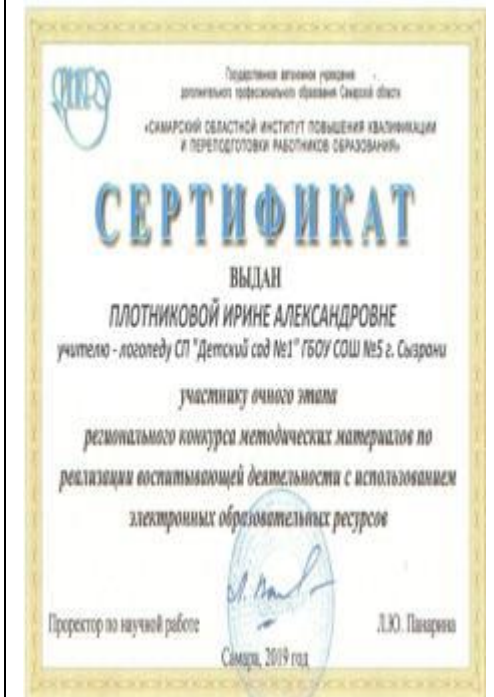 Государственное автономное учреждение
дополнительного профессионального образования Самарской области
«САМАРСКИЙ ОБЛАСТНОЙ ИНСТИТУТ ПОВЫШЕНИЯ КВАЛИФИКАЦИИ
И ПЕРЕПОДГОТОВКИ РАБОТНИКОВ ОБРАЗОВАНИЯ»
СЕРТИФИКАТ
ВЫДАН
ПЛОТНИКОВОЙ ИРИНЕ АЛЕКСАНДРОВНЕ
учителю - логопеду СП "Детский сад №1" ГБОУ СОШ №5 г. Сызрани
участнику очного этапа
регионального конкурса методических материалов по
реализации воспитывающей деятельности с использованием
электронных образовательных ресурсов
Проректор по научной работе
Л.Ю. Панарина
Самара, 2019 год